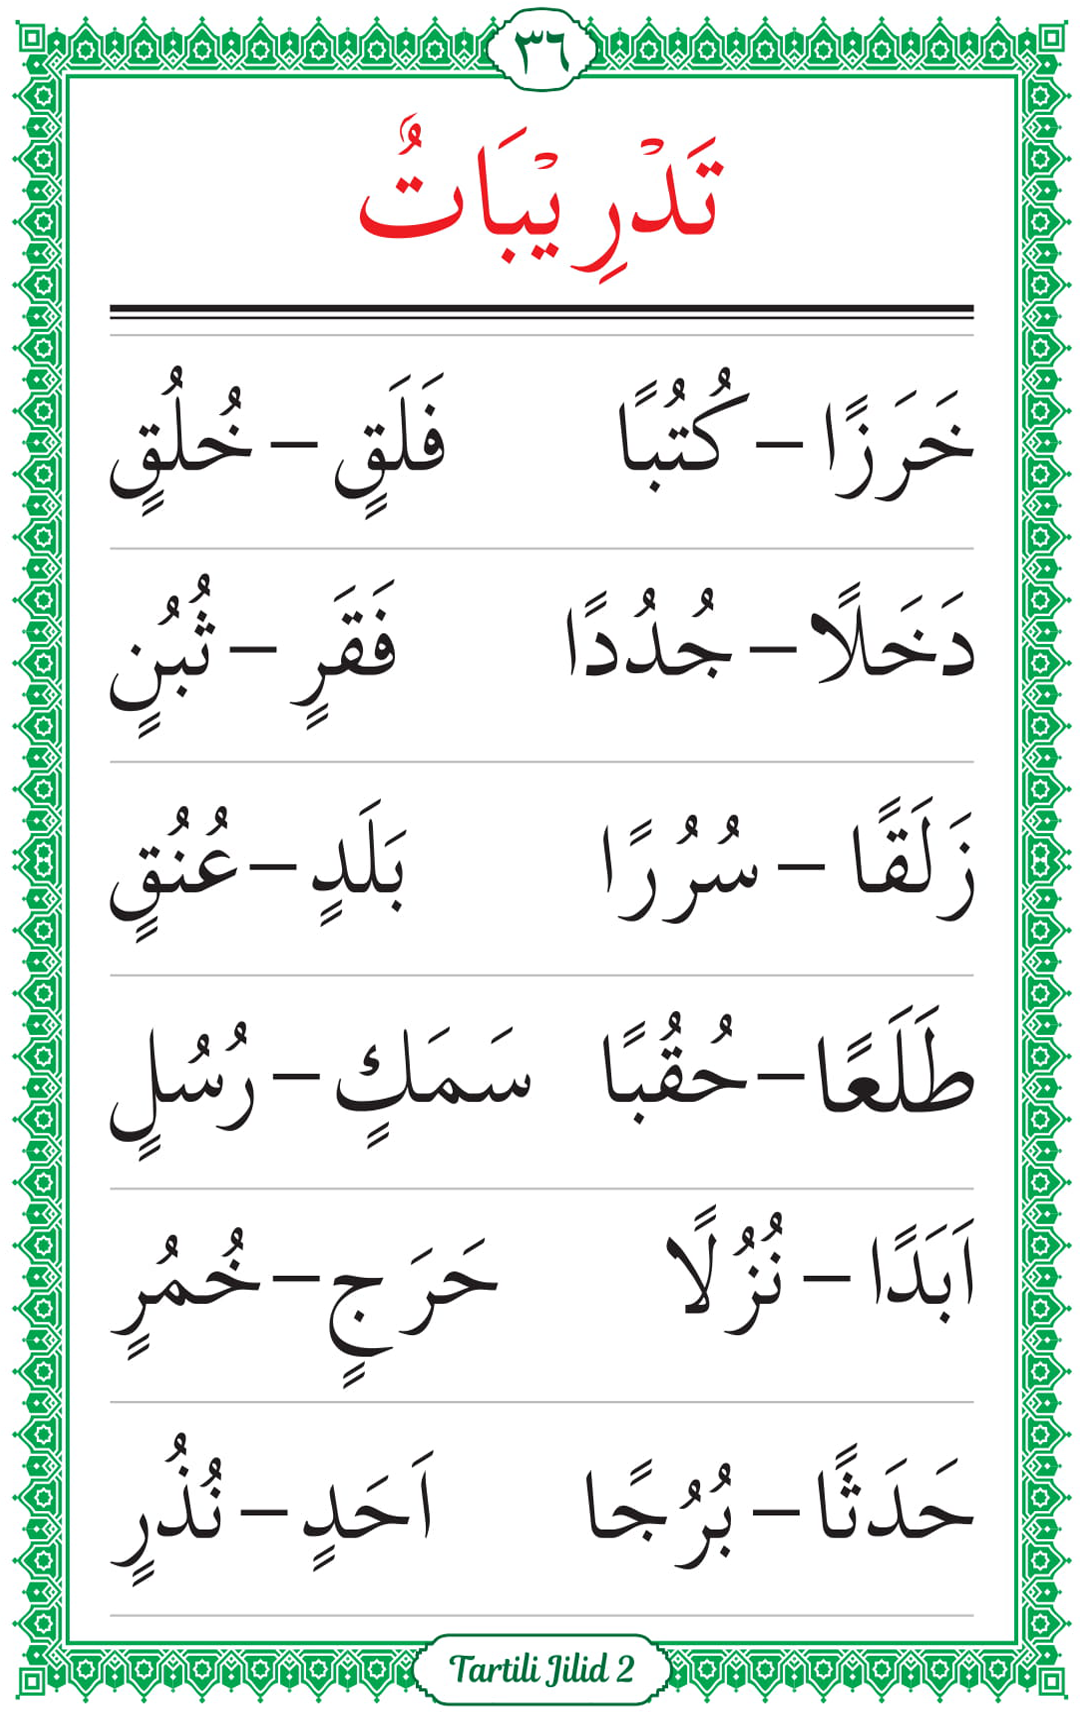 ٣٦
تَدْرِيْبَاتٌ
خَرَزًا – كُتُبًا فَلَقٍ – خُلُقٍ
دَخَلًا – جُدُدًا فَقَرٍ – ثُبُنٍ
زَلَقًا – سُرُرًا بَلَدٍ – عُنُقٍ
طَلَعًا – حُقُبًا سَمَكٍ – رُسُلٍ
اَبَدًا – نُزُلًا حَرَجٍ – خُمُرٍ
حَدَثًا – بُرُجًا اَحَدٍ – نُذُرٍ
Tartili Jilid 2